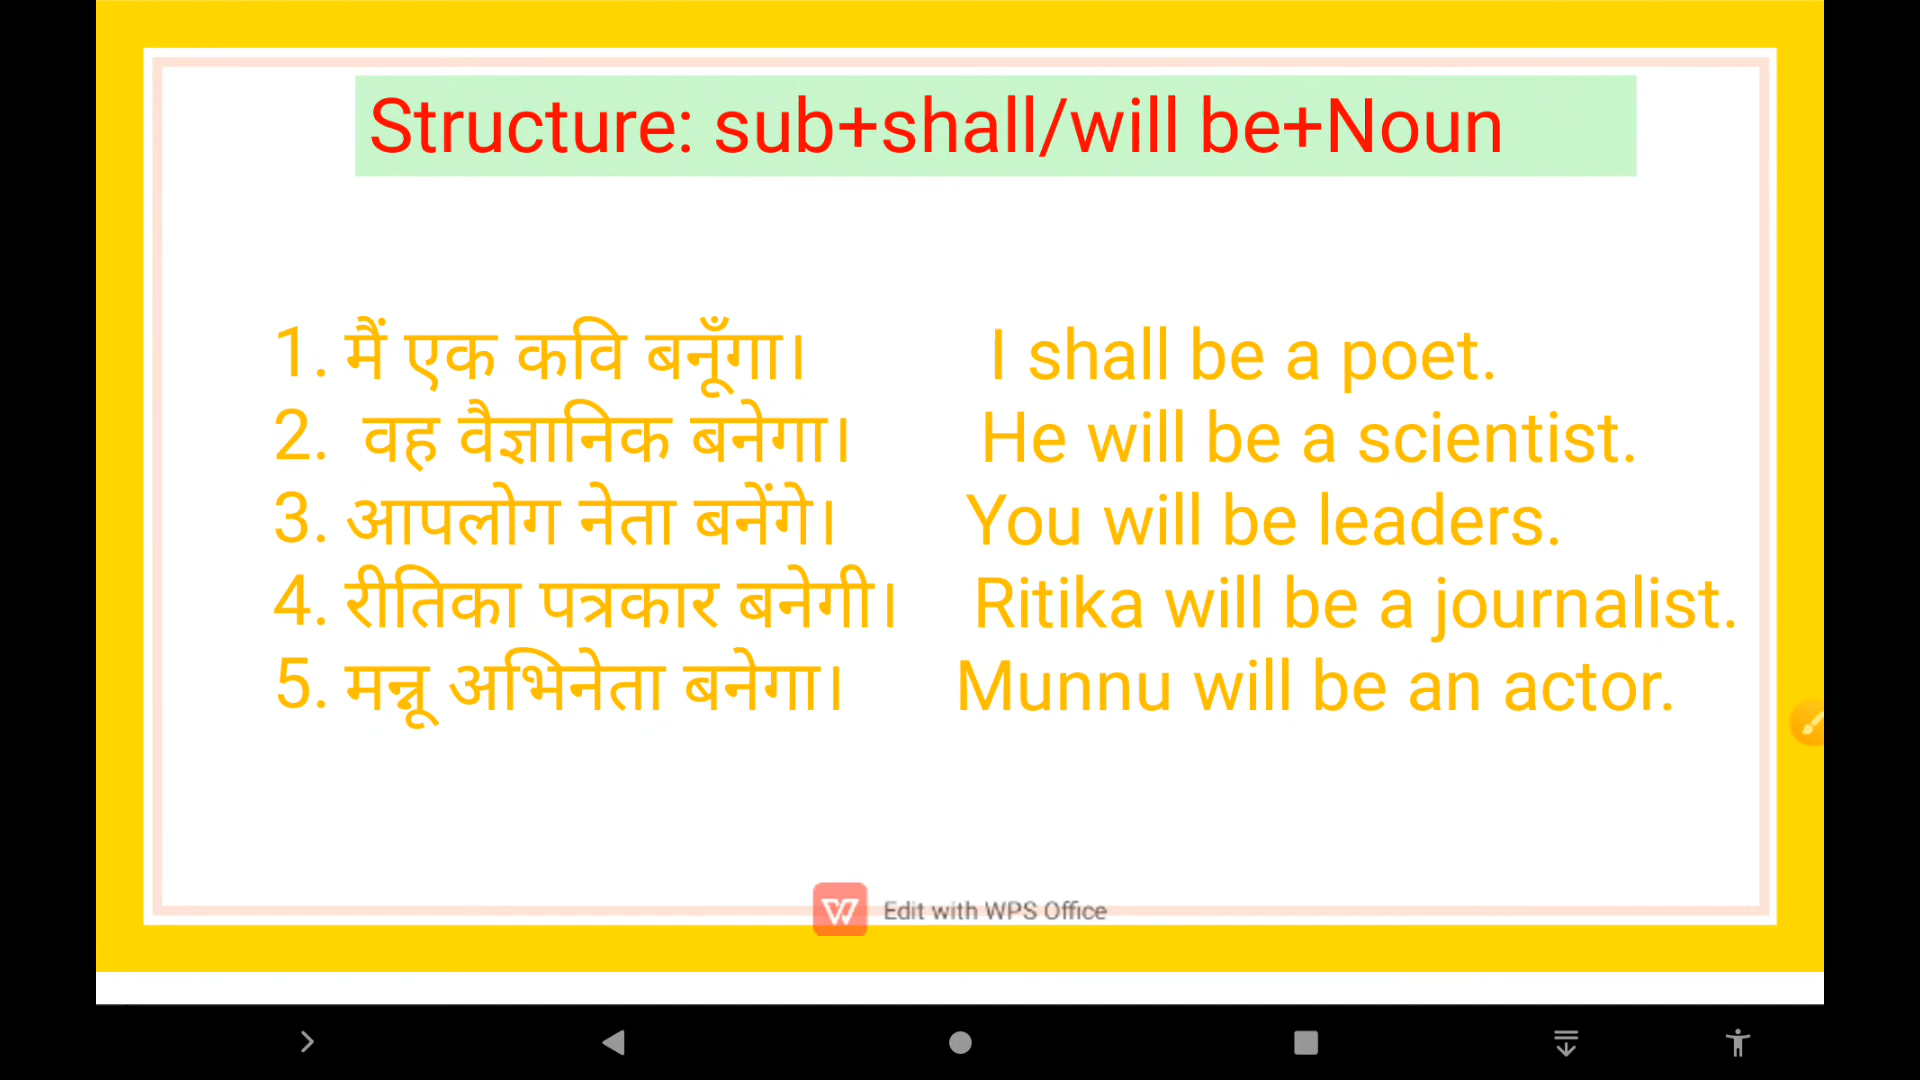 Structure: sub+shall/will be+Noun
1. मैं एक कवि बनूँगा। I shall be a poet.
2. वह वैज्ञानिक बनेगा। He will be a scientist.
3. आपलोग नेता बनेंगे। You will be leaders.
4. रीतिका पत्रकार बनेगी। Ritika will be a journalist.
5. मन्नू अभिनेता बनेगा। Munnu will be an actor.
Edit with WPS Office